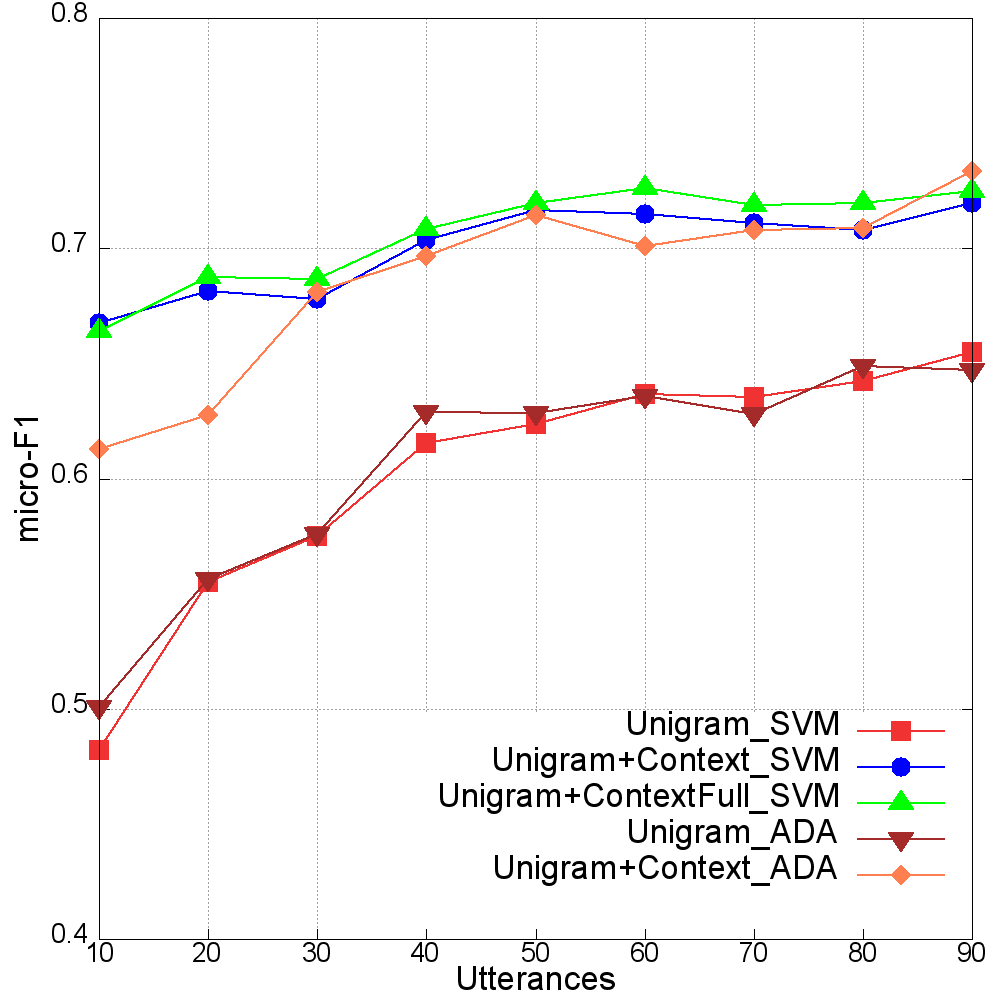 0.8
0.7
0.6
0.5
0.4
micro-F1
Unigram_SVM
Unigram+Context_SVM
Unigram+ContextFull_SVM
Unigram_ADA
Unigram+Context_ADA
10 20 30 40 50 60 70 80 90
Utterances